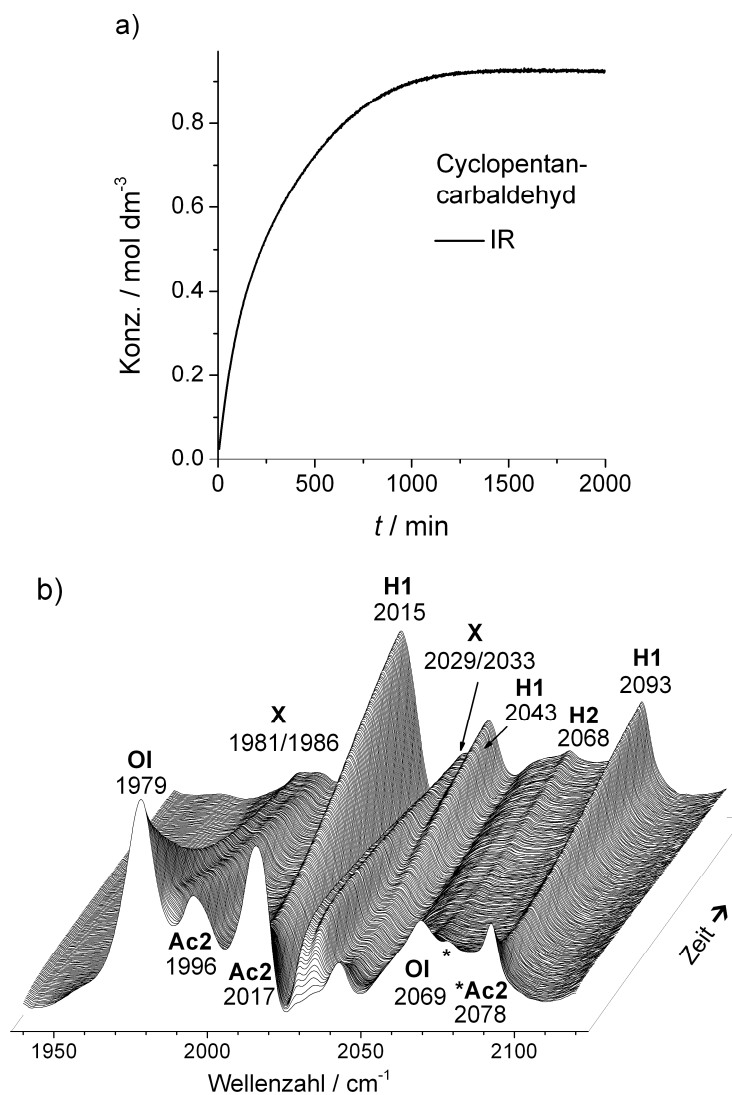 a)
Konz. / mol dm⁻³
0.8
0.6
0.4
0.2
0.0
Cyclopentan-
carbaldehyd
IR
0 500 1000 1500 2000
t / min
b)
H1
2015
X
2029/2033
H1
2093
H1
2043
H2
2068
X
1981/1986
Ol
1979
Ac2
1996
Ac2
2017
Ol
2069
*
*Ac2
2078
Zeit
1950 2000 2050 2100
Wellenzahl / cm⁻¹